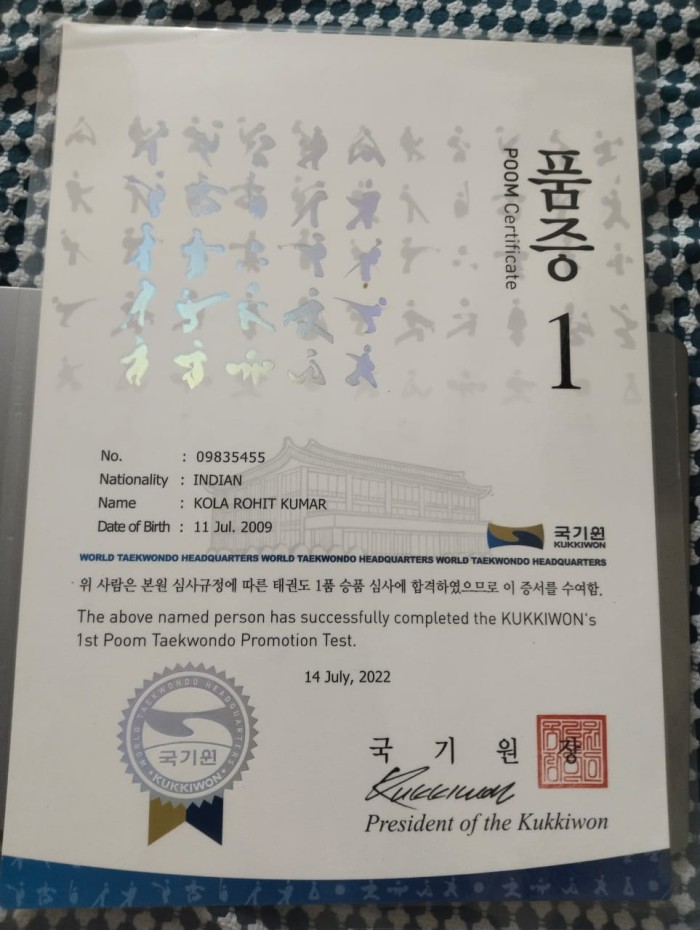 품증
POOM Certificate
1
No. : 09835455
Nationality : INDIAN
Name : KOLA ROHIT KUMAR
Date of Birth : 11 Jul. 2009
국기원
KUKKIWON
WORLD TAEKWONDO HEADQUARTERS WORLD TAEKWONDO HEADQUARTERS WORLD TAEKWONDO HEADQUARTERS
위 사람은 본원 심사규정에 따른 태권도 1품 승품 심사에 합격하였으므로 이 증서를 수여함.
The above named person has successfully completed the KUKKIWON's
1st Poom Taekwondo Promotion Test.
14 July, 2022
WORLD TAEKWONDO HEADQUARTERS
국기원
KUKKIWON
국 기 원 장
Kukkiwon
President of the Kukkiwon